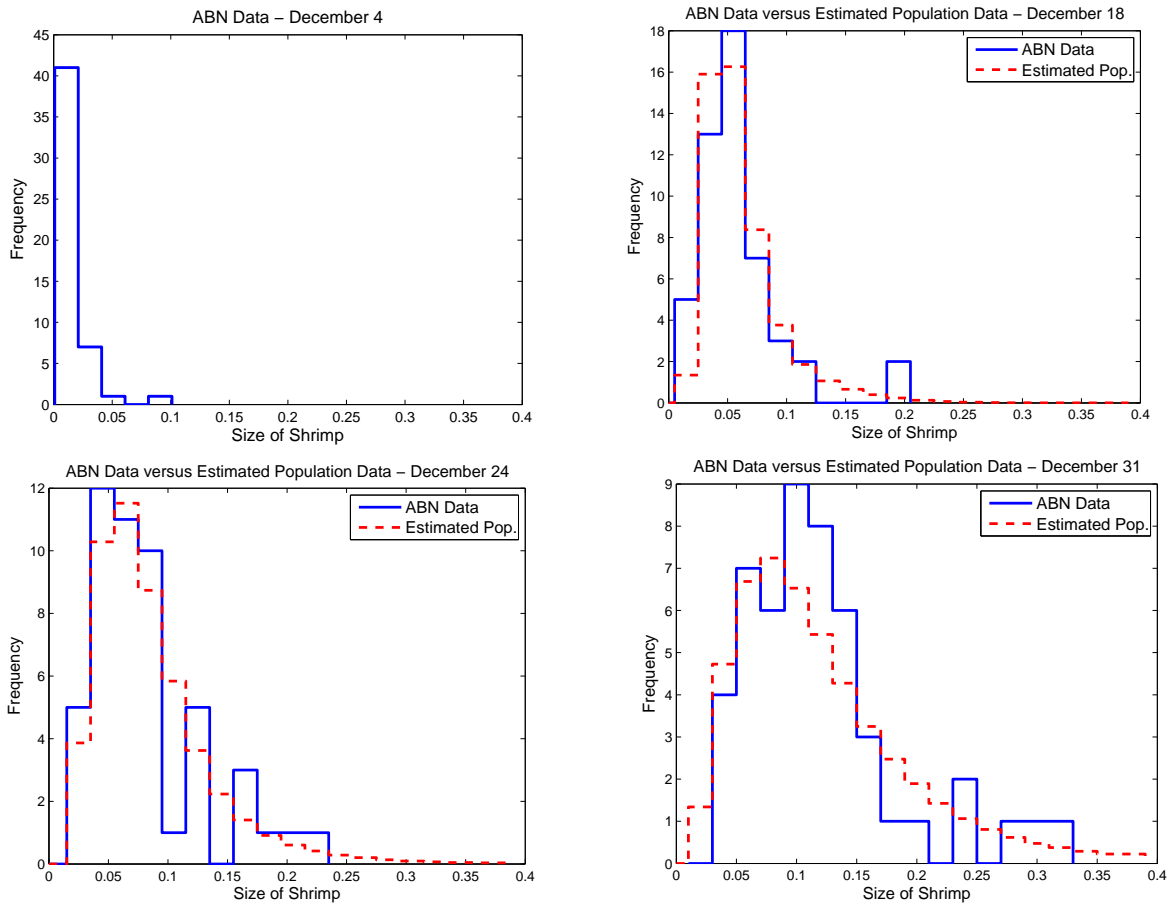 ABN Data – December 4
45
40
35
30
25
20
15
10
5
0
Frequency
0 0.05 0.1 0.15 0.2 0.25 0.3 0.35 0.4
Size of Shrimp
ABN Data versus Estimated Population Data – December 18
ABN Data
Estimated Pop.
18
16
14
12
10
8
6
4
2
0
Frequency
0 0.05 0.1 0.15 0.2 0.25 0.3 0.35 0.4
Size of Shrimp
ABN Data versus Estimated Population Data – December 24
ABN Data
Estimated Pop.
12
10
8
6
4
2
0
Frequency
0 0.05 0.1 0.15 0.2 0.25 0.3 0.35 0.4
Size of Shrimp
ABN Data versus Estimated Population Data – December 31
ABN Data
Estimated Pop.
9
8
7
6
5
4
3
2
1
0
Frequency
0 0.05 0.1 0.15 0.2 0.25 0.3 0.35 0.4
Size of Shrimp